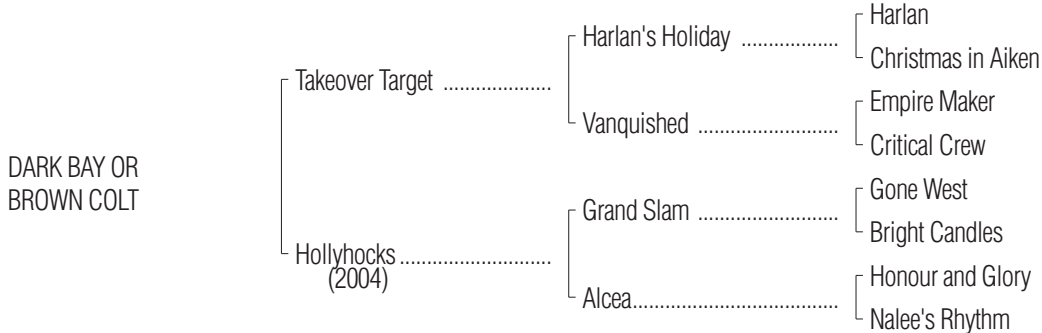 Harlan
Harlan's Holiday ..................
Christmas in Aiken
Takeover Target ....................
Empire Maker
Vanquished ..........................
Critical Crew
DARK BAY OR
BROWN COLT
Gone West
Grand Slam ..........................
Bright Candles
Hollyhocks ...........................
(2004)
Honour and Glory
Alcea.......................................
Nalee's Rhythm